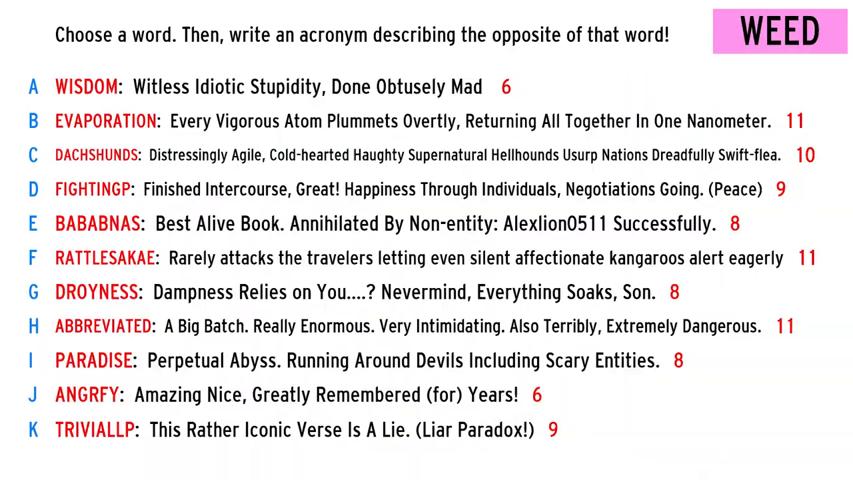 Choose a word. Then, write an acronym describing the opposite of that word!
WEED
A WISDOM: Witless Idiotic Stupidity, Done Obtusely Mad 6
B EVAPORATION: Every Vigorous Atom Plummets Overtly, Returning All Together In One Nanometer. 11
C DACHSHUNDS: Distressingly Agile, Cold-hearted Haughty Supernatural Hellhounds Usurp Nations Dreadfully Swift-flea. 10
D FIGHTINGP: Finished Intercourse, Great! Happiness Through Individuals, Negotiations Going. (Peace) 9
E BABABNAS: Best Alive Book. Annihilated By Non-entity: Alexlion0511 Successfully. 8
F RATTLESAKAE: Rarely attacks the travelers letting even silent affectionate kangaroos alert eagerly 11
G DROYNESS: Dampness Relies on You....? Nevermind, Everything Soaks, Son. 8
H ABBREVIATED: A Big Batch. Really Enormous. Very Intimidating. Also Terribly, Extremely Dangerous. 11
I PARADISE: Perpetual Abyss. Running Around Devils Including Scary Entities. 8
J ANGRFY: Amazing Nice, Greatly Remembered (for) Years! 6
K TRIVIALLP: This Rather Iconic Verse Is A Lie. (Liar Paradox!) 9